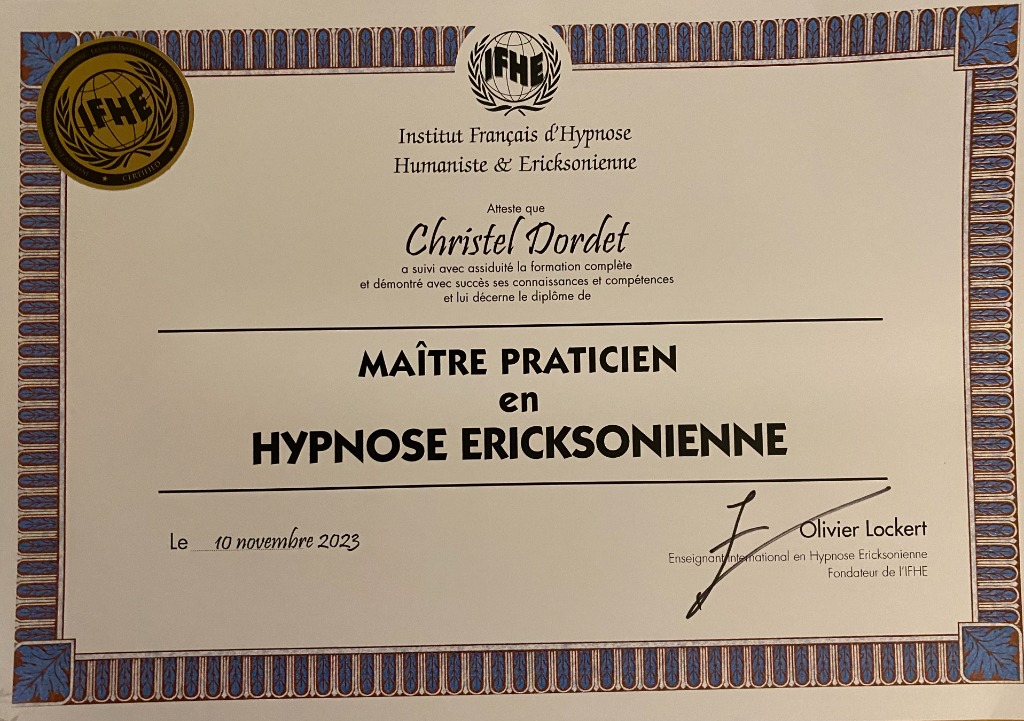 IFHE
IFHE
CERTIFIED
Institut Français d'Hypnose
Humaniste & Ericksonienne
Atteste que
Christel Dordet
a suivi avec assiduité la formation complète
et démontré avec succès ses connaissances et compétences
et lui décerne le diplôme de
MAÎTRE PRATICIEN
en
HYPNOSE ERICKSONIENNE
Le 10 novembre 2023
Olivier Lockert
Enseignant International en Hypnose Ericksonienne
Fondateur de l'IFHE